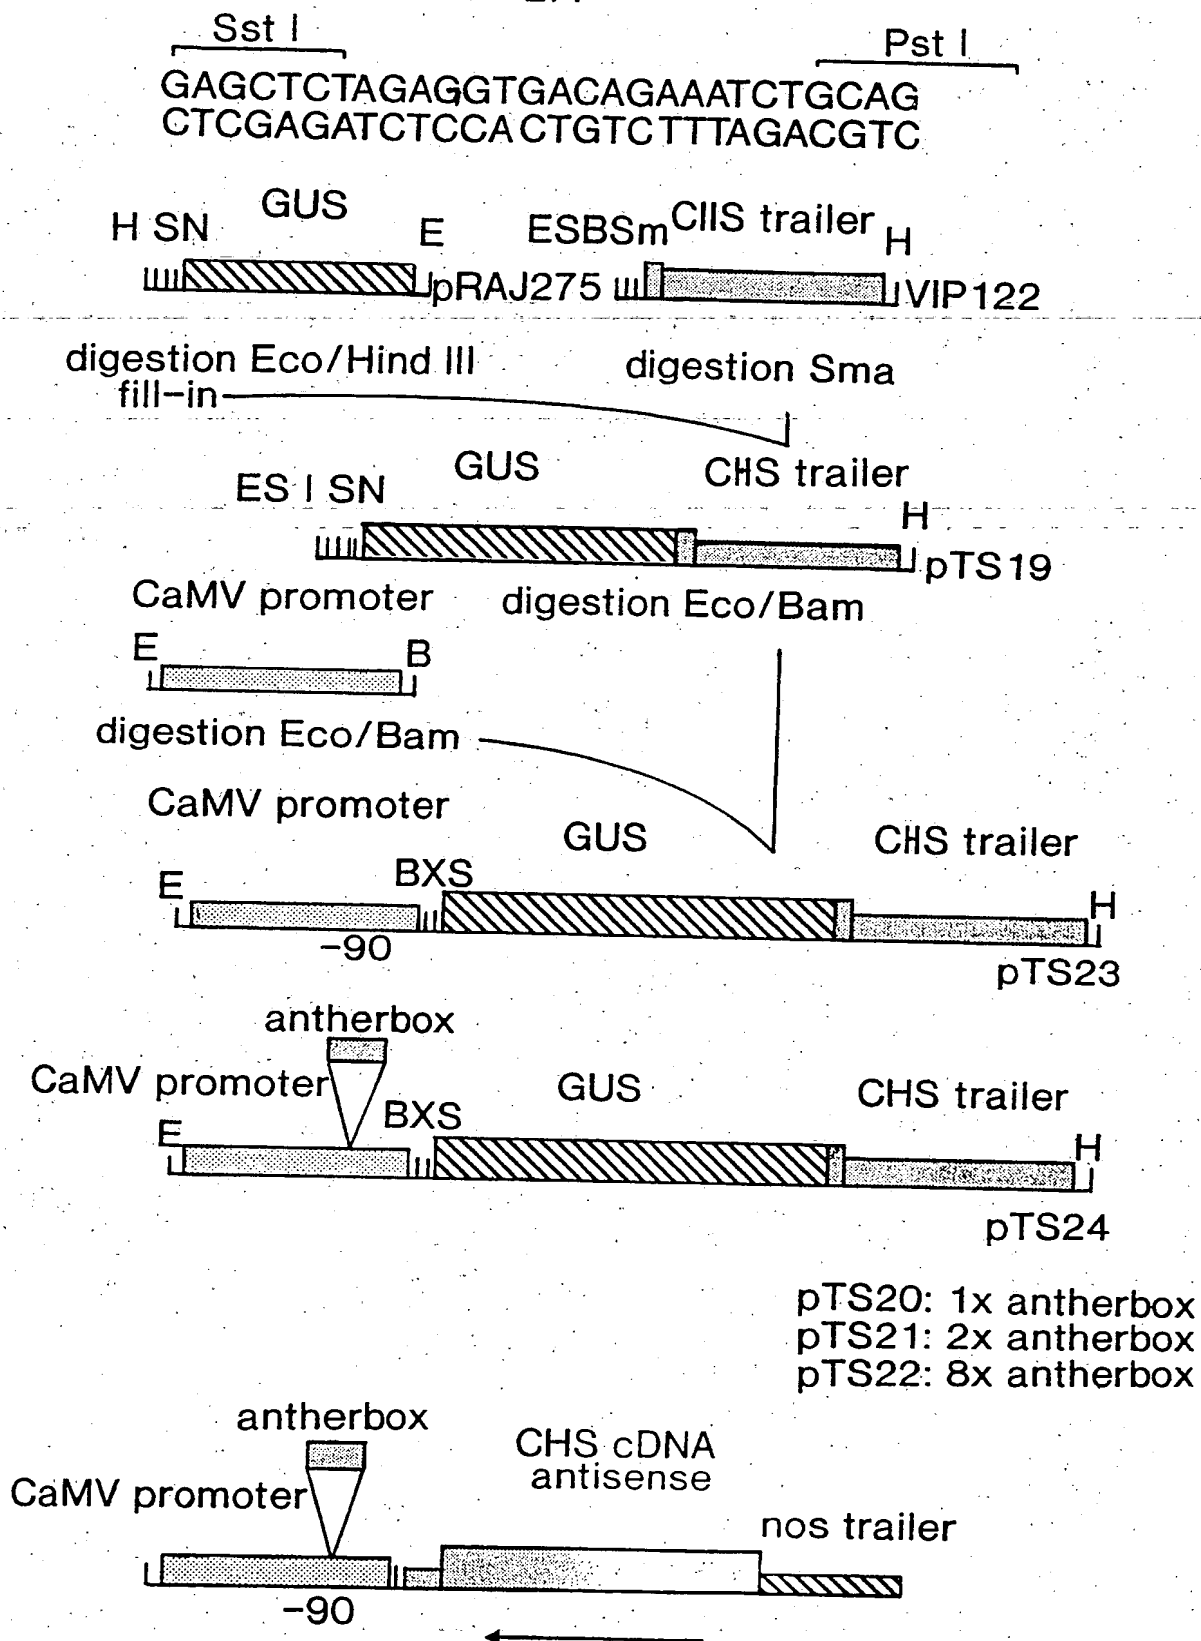 Sst I
Pst I
GAGCTCTAGAGGTGACAGAAATCTGCAG
CTCGAGATCTCCACTGTCTTTAGACGTC
H SN GUS E ESBSm CIIS trailer H
pRAJ275 VIP122
digestion Eco/Hind III
fill-in
digestion Sma
ES I SN GUS CHS trailer H
pTS19
CaMV promoter
digestion Eco/Bam
E B
digestion Eco/Bam
CaMV promoter
GUS
CHS trailer
E BXS H
-90
pTS23
antherbox
CaMV promoter
BXS GUS CHS trailer
E H
pTS24
pTS20: 1x antherbox
pTS21: 2x antherbox
pTS22: 8x antherbox
antherbox
CHS cDNA
antisense
CaMV promoter
nos trailer
-90